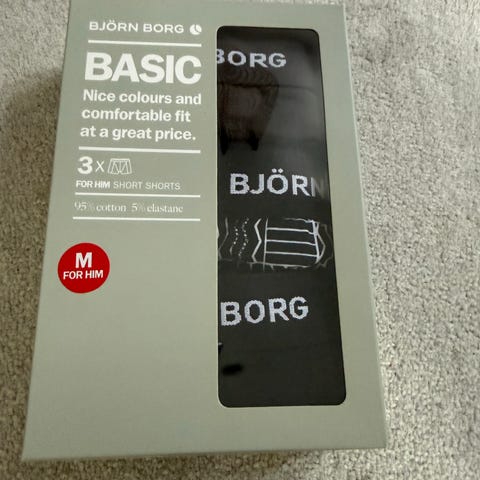 BJÖRN BORG
BASIC
Nice colours and
comfortable fit
at a great price.
3x
FOR HIM SHORT SHORTS
95% cotton 5% elastane
M
FOR HIM
BORG
BJÖRN
BORG